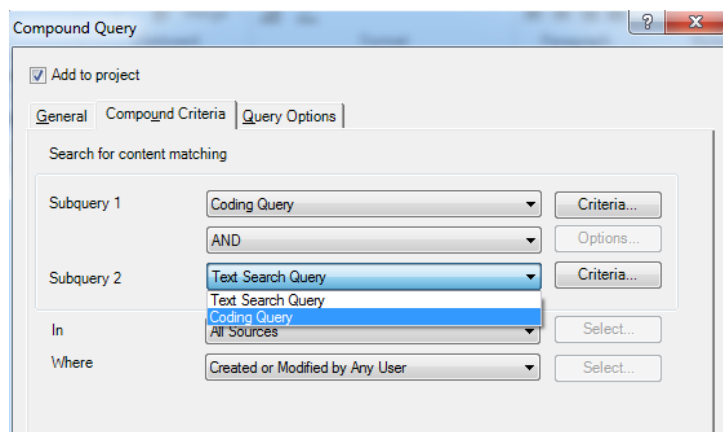 Compound Query
Add to project
General Compound Criteria Query Options
Search for content matching
Subquery 1 Coding Query Criteria...
AND Options...
Subquery 2 Text Search Query Criteria...
Text Search Query
Coding Query
In All Sources Select...
Where Created or Modified by Any User Select...